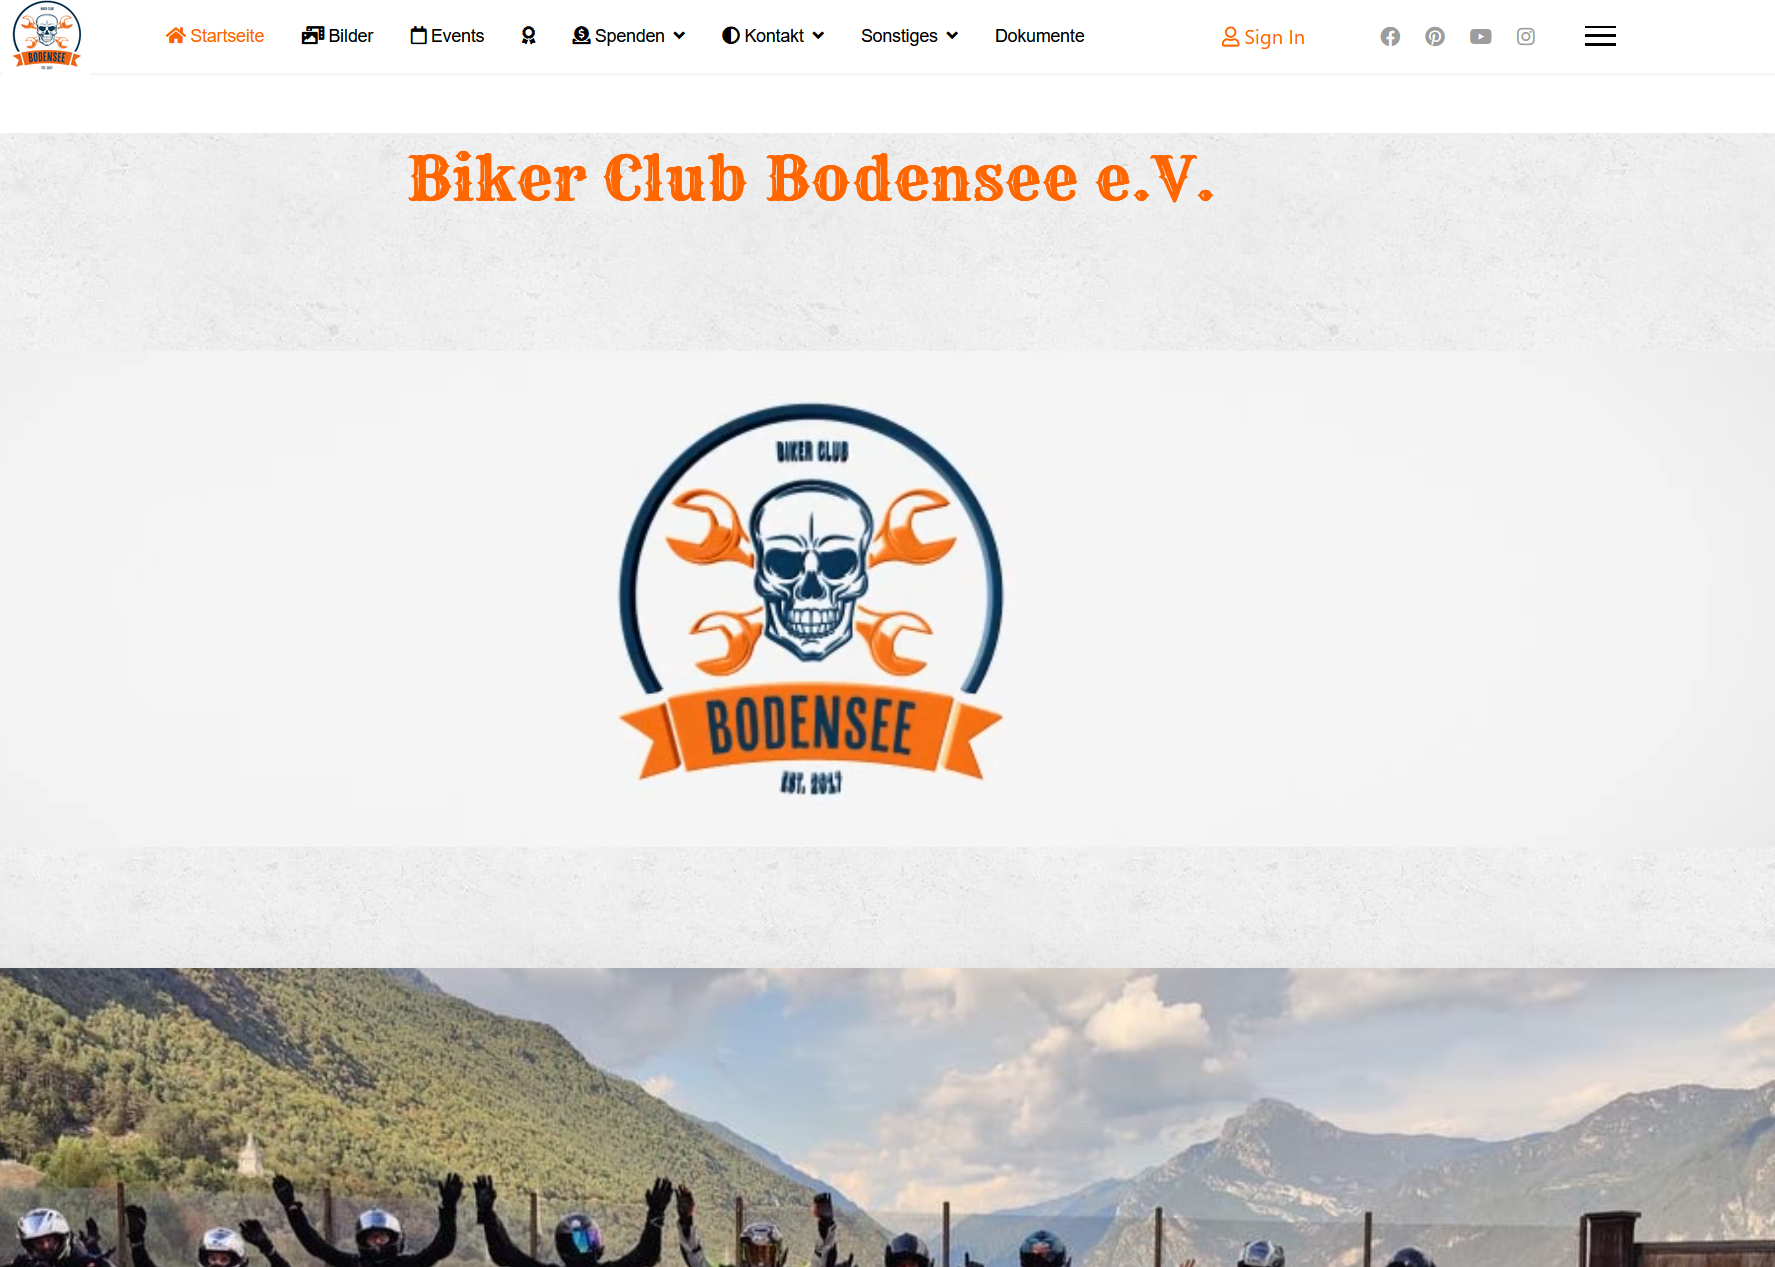 BIKER CLUB
BODENSEE
EST. 2017
Startseite Bilder Events Spenden Kontakt Sonstiges Dokumente Sign In
Biker Club Bodensee e.V.
BIKER CLUB
BODENSEE
EST. 2017